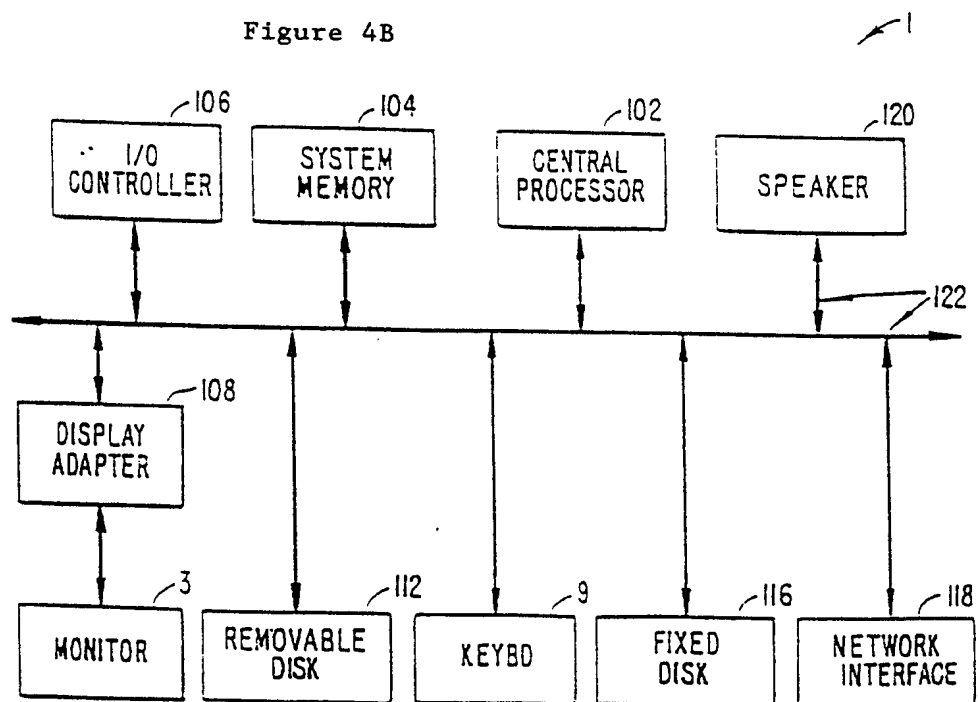 Figure 4B
1
106
104
102
120
I/O
CONTROLLER
SYSTEM
MEMORY
CENTRAL
PROCESSOR
SPEAKER
122
108
DISPLAY
ADAPTER
3
112
9
116
118
MONITOR
REMOVABLE
DISK
KEYBD
FIXED
DISK
NETWORK
INTERFACE